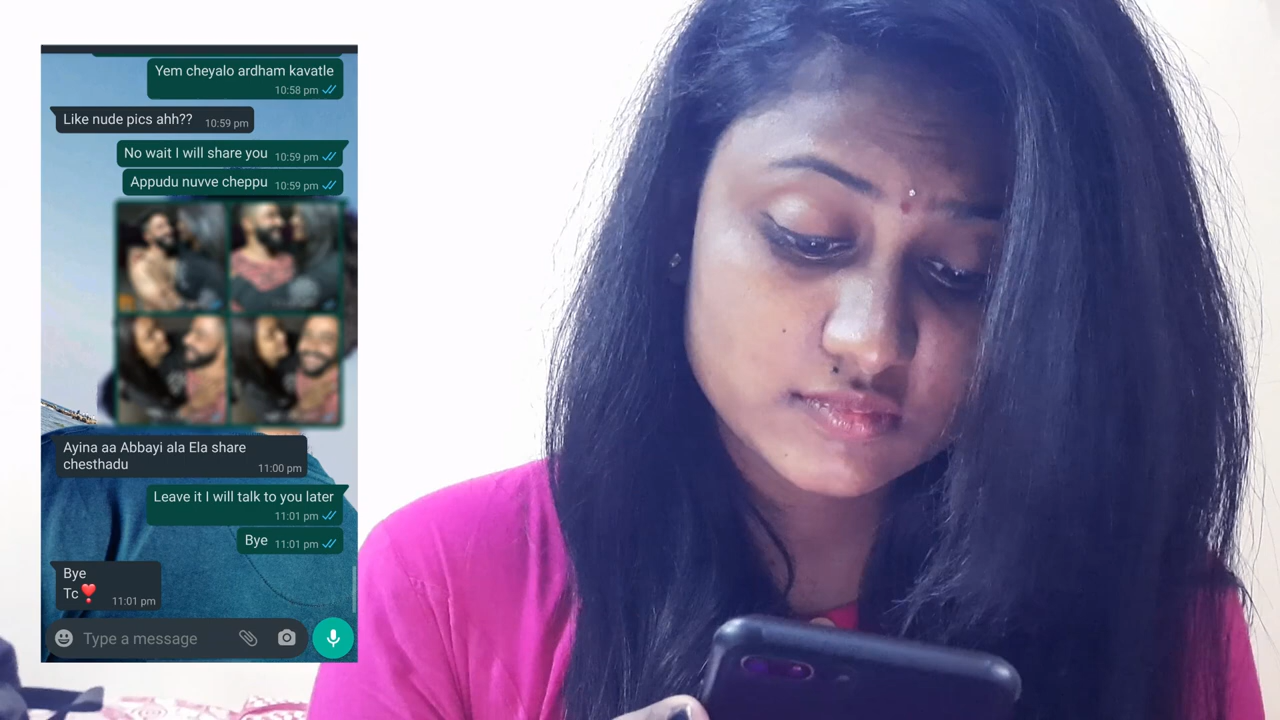 Yem cheyalo ardham kavatle
10:58 pm
Like nude pics ahh?? 10:59 pm
No wait I will share you 10:59 pm
Appudu nuvve cheppu 10:59 pm
Ayina aa Abbayi ala Ela share
chesthadu 11:00 pm
Leave it I will talk to you later
11:01 pm
Bye 11:01 pm
Bye
Tc❣️ 11:01 pm
Type a message